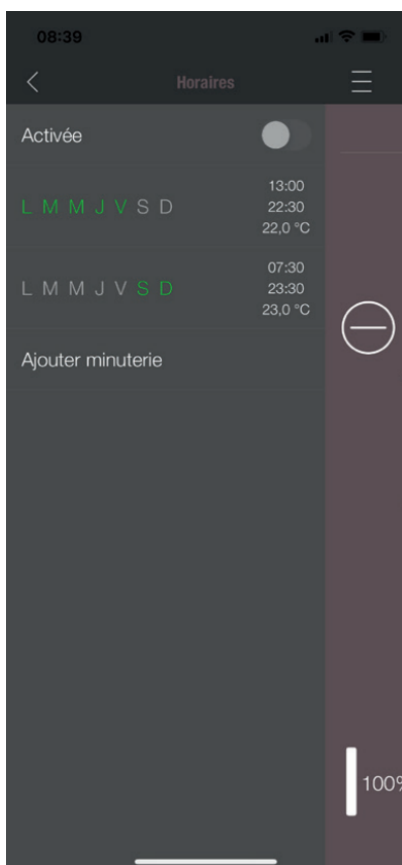 08:39
Horaires
Activée
13:00
L M M J V S D
22:30
22,0 °C
07:30
L M M J V S D
23:30
23,0 °C
Ajouter minuterie
100%